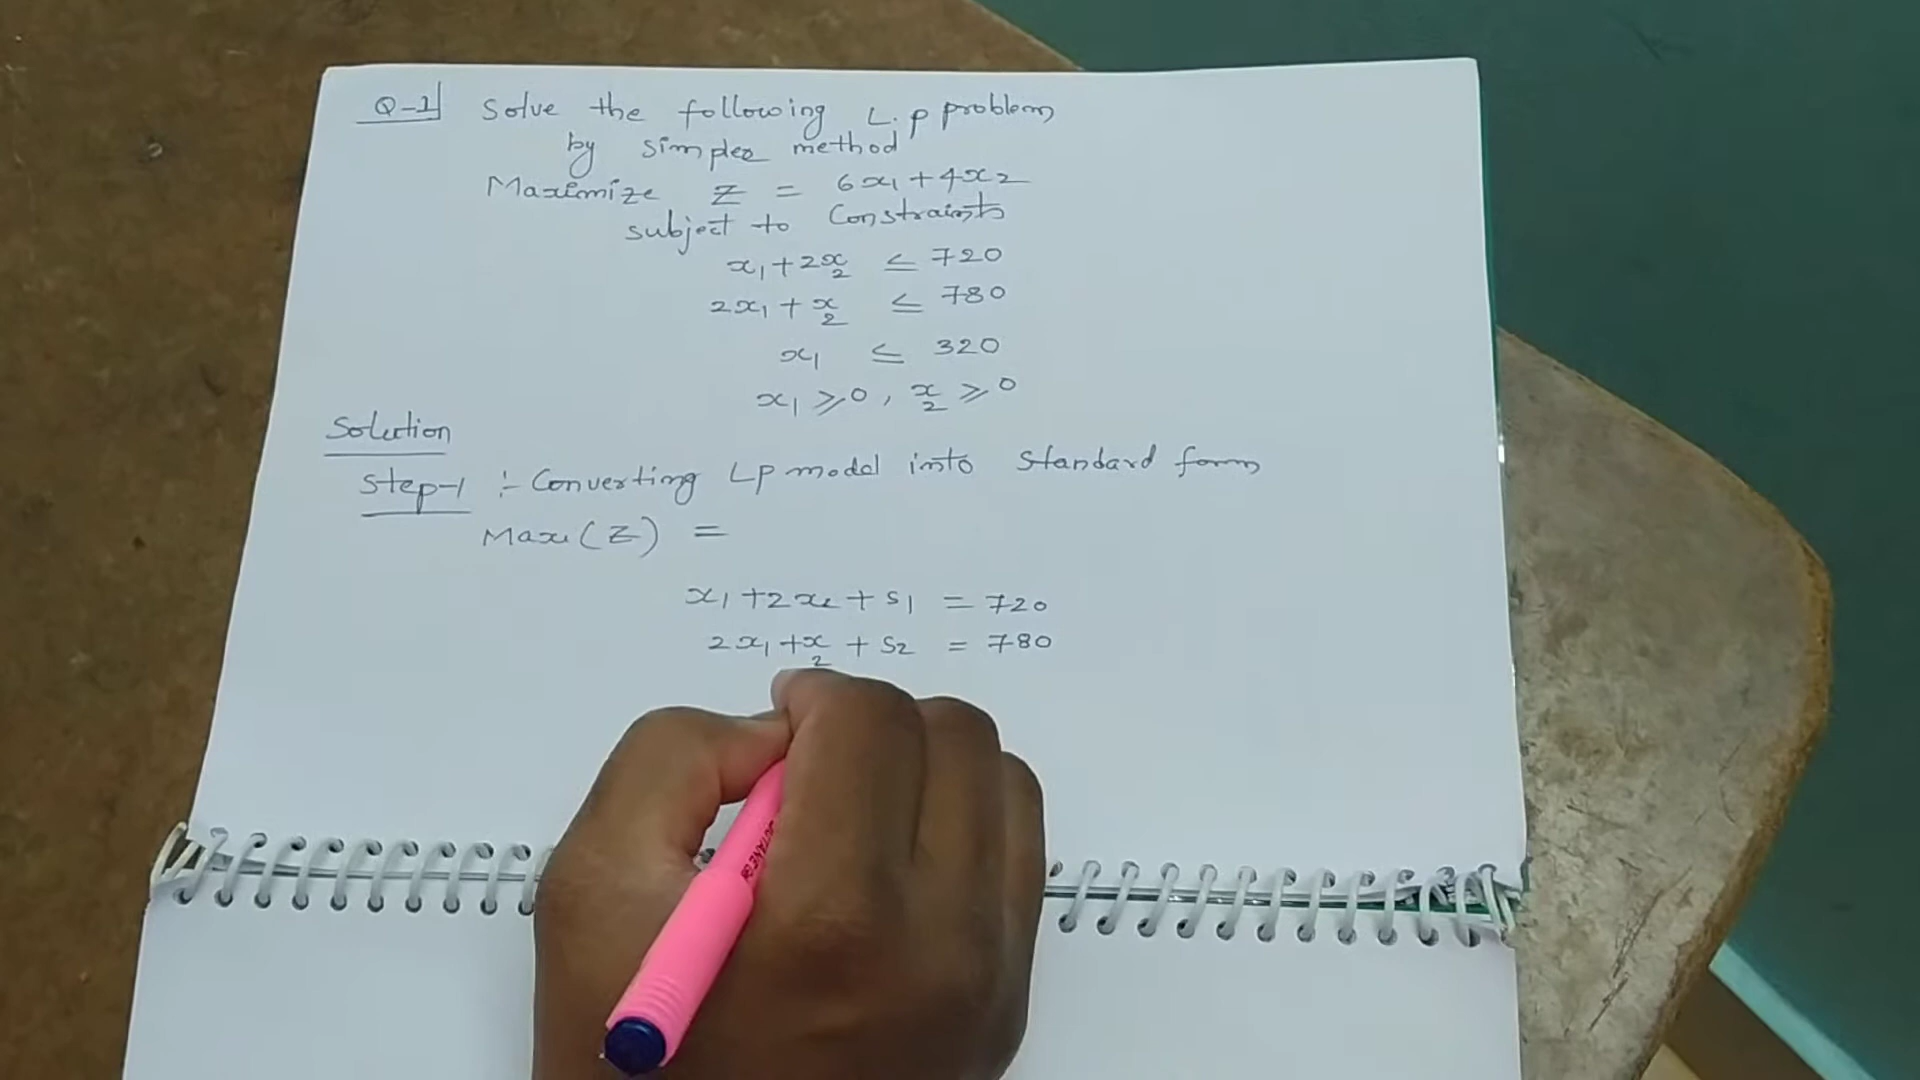 Q-1 Solve the following L.P problem
by simplex method
Maximize Z = 6x1 + 4x2
subject to Constraints
x1 + 2x2 ≤ 720
2x1 + x2 ≤ 780
x1 ≤ 320
x1 ≥ 0, x2 ≥ 0
Solution
Step-1 :- Converting LP model into Standard form
Max(Z) =
x1 + 2x2 + S1 = 720
2x1 + x2 + S2 = 780